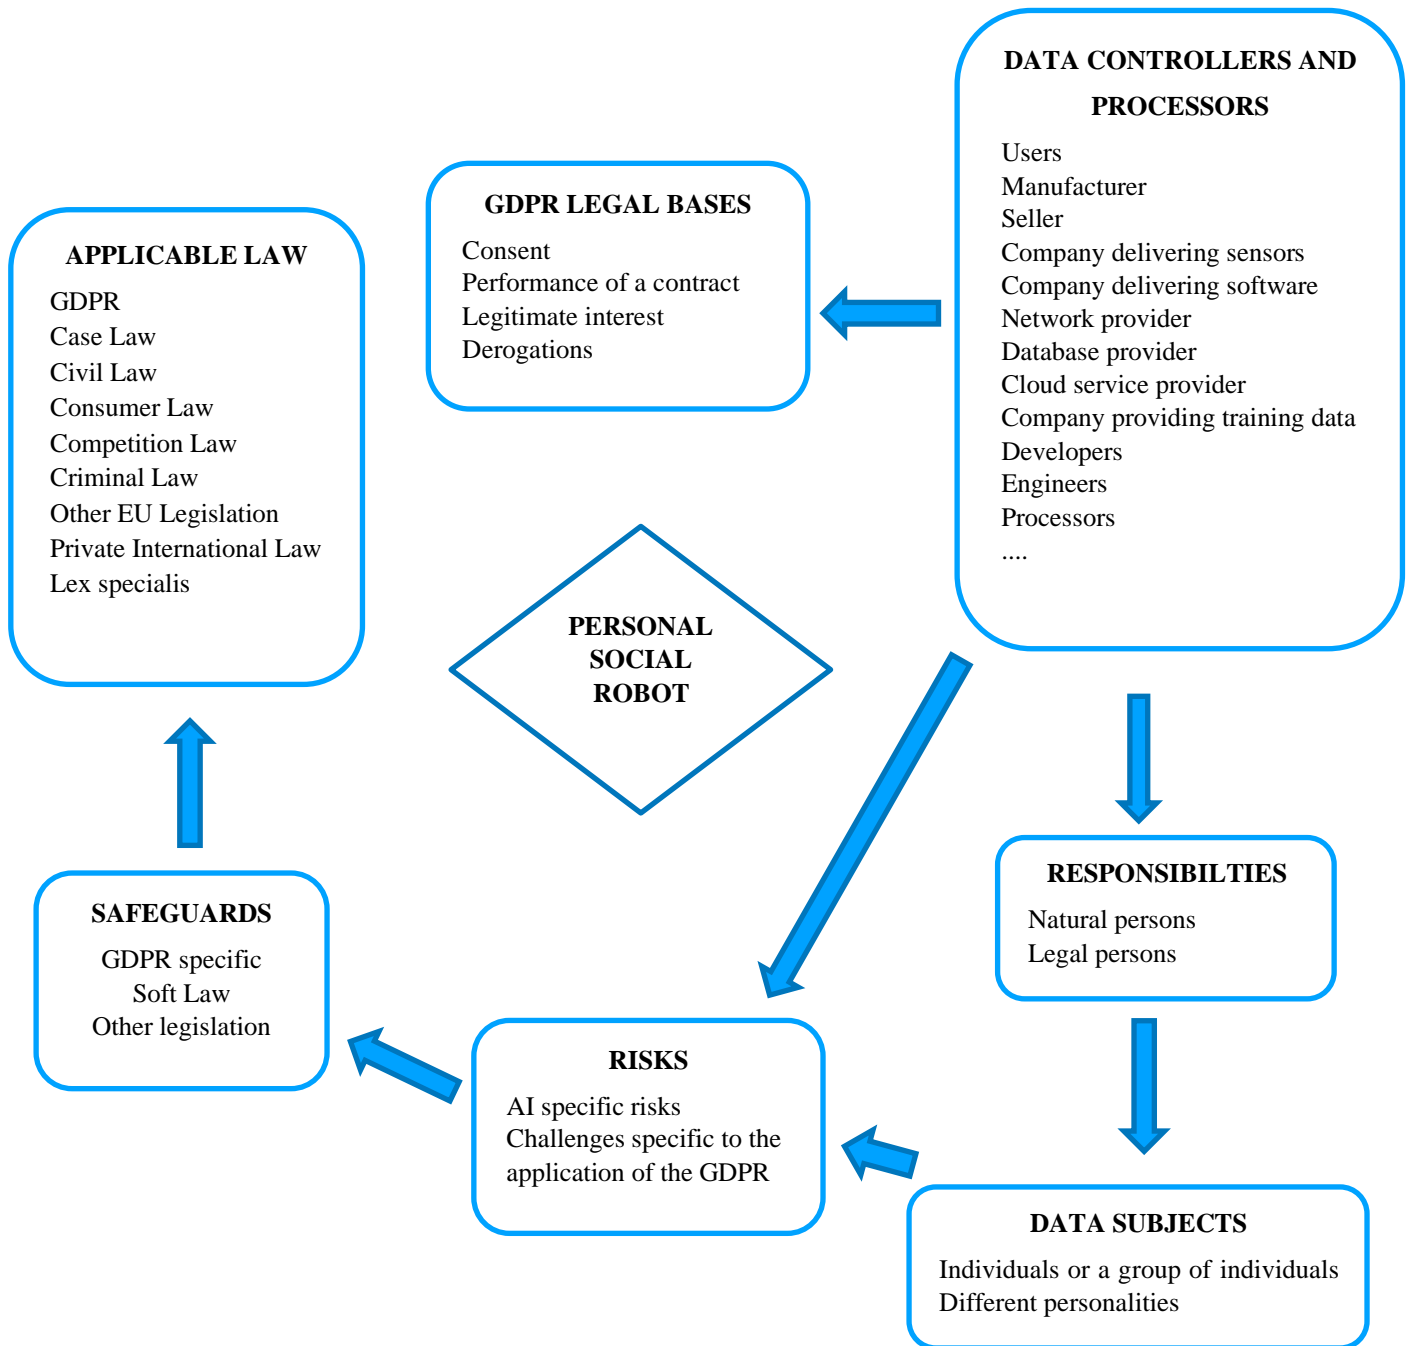 DATA CONTROLLERS AND
PROCESSORS
Users
Manufacturer
Seller
Company delivering sensors
Company delivering software
Network provider
Database provider
Cloud service provider
Company providing training data
Developers
Engineers
Processors
....
GDPR LEGAL BASES
Consent
Performance of a contract
Legitimate interest
Derogations
APPLICABLE LAW
GDPR
Case Law
Civil Law
Consumer Law
Competition Law
Criminal Law
Other EU Legislation
Private International Law
Lex specialis
PERSONAL
SOCIAL
ROBOT
RESPONSIBILTIES
Natural persons
Legal persons
SAFEGUARDS
GDPR specific
Soft Law
Other legislation
RISKS
AI specific risks
Challenges specific to the
application of the GDPR
DATA SUBJECTS
Individuals or a group of individuals
Different personalities